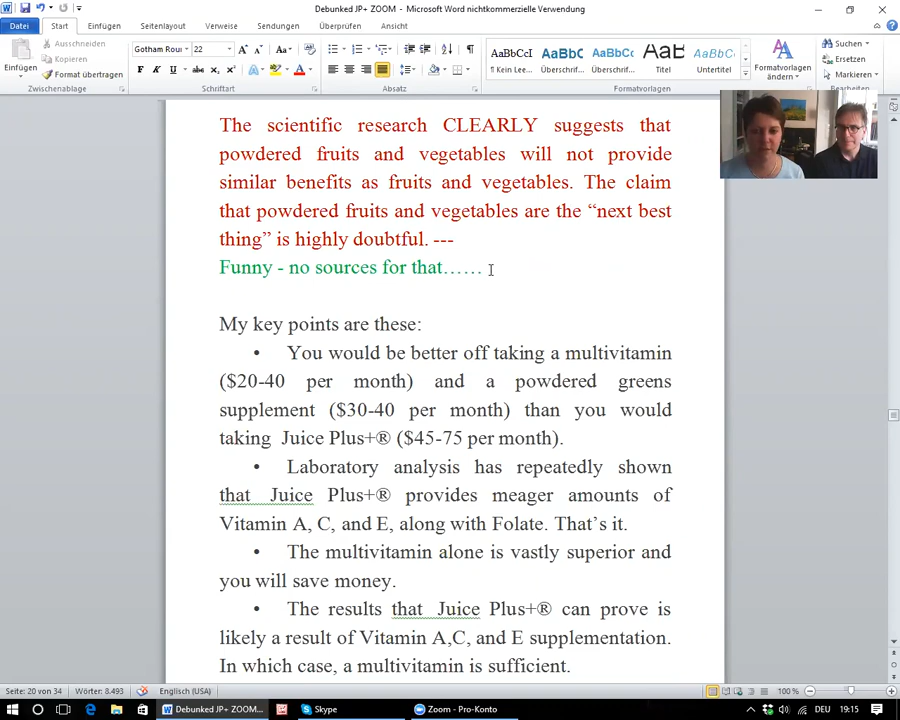 Debunked JP+ ZOOM... - Microsoft Word nichtkommerzielle Verwendung
Datei Start Einfügen Seitenlayout Verweise Sendungen Überprüfen Ansicht
Einfügen
Ausschneiden
Kopieren
Format übertragen
Zwischenablage
Gotham Roun 22
Schriftart
Absatz
AaBbCcI AaBbC AaBbCc AaB AaBbCc.
¶ Kein Lee... Überschrif... Überschrif... Titel Untertitel
Formatvorlagen ändern
Formatvorlagen
Suchen
Ersetzen
Markieren
Bearbeiten
The scientific research CLEARLY suggests that
powdered fruits and vegetables will not provide
similar benefits as fruits and vegetables. The claim
that powdered fruits and vegetables are the “next best
thing” is highly doubtful. ---
Funny - no sources for that……
My key points are these:
• You would be better off taking a multivitamin
($20-40 per month) and a powdered greens
supplement ($30-40 per month) than you would
taking Juice Plus+® ($45-75 per month).
• Laboratory analysis has repeatedly shown
that Juice Plus+® provides meager amounts of
Vitamin A, C, and E, along with Folate. That’s it.
• The multivitamin alone is vastly superior and
you will save money.
• The results that Juice Plus+® can prove is
likely a result of Vitamin A,C, and E supplementation.
In which case, a multivitamin is sufficient.
Seite: 20 von 34 Wörter: 8.493 Englisch (USA) 100 %
Debunked JP+ ZOOM... Skype Zoom - Pro-Konto DEU 19:15